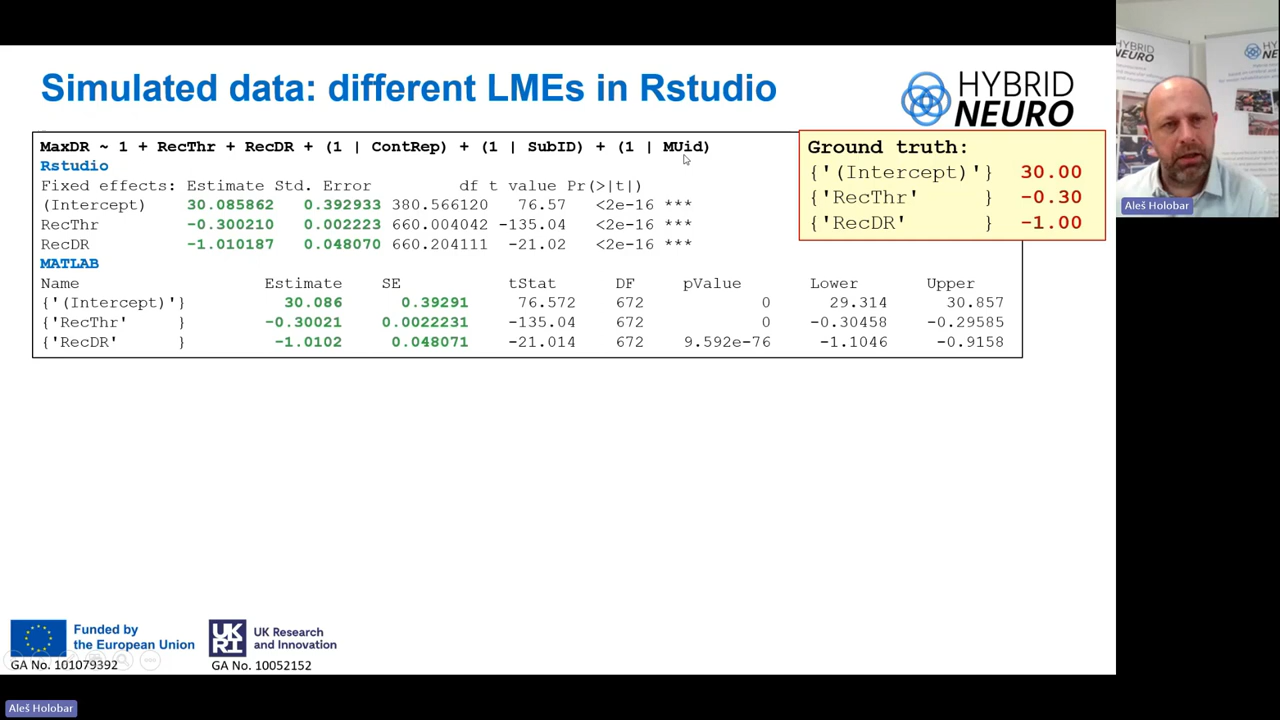 Simulated data: different LMEs in Rstudio
HYBRID
NEURO
MaxDR ~ 1 + RecThr + RecDR + (1 | ContRep) + (1 | SubID) + (1 | MUid)
Rstudio
Fixed effects: Estimate Std. Error df t value Pr(>|t|)
(Intercept) 30.085862 0.392933 380.566120 76.57 <2e-16 ***
RecThr -0.300210 0.002223 660.004042 -135.04 <2e-16 ***
RecDR -1.010187 0.048070 660.204111 -21.02 <2e-16 ***
MATLAB
Name Estimate SE tStat DF pValue Lower Upper
{'(Intercept)'} 30.086 0.39291 76.572 672 0 29.314 30.857
{'RecThr' } -0.30021 0.0022231 -135.04 672 0 -0.30458 -0.29585
{'RecDR' } -1.0102 0.048071 -21.014 672 9.592e-76 -1.1046 -0.9158
Ground truth:
{'(Intercept)'} 30.00
{'RecThr' } -0.30
{'RecDR' } -1.00
Funded by
the European Union
GA No. 101079392
UK
RI
UK Research
and Innovation
GA No. 10052152
HYBRID
NEURO
HYBRID
NEURO
Aleš Holobar
Aleš Holobar